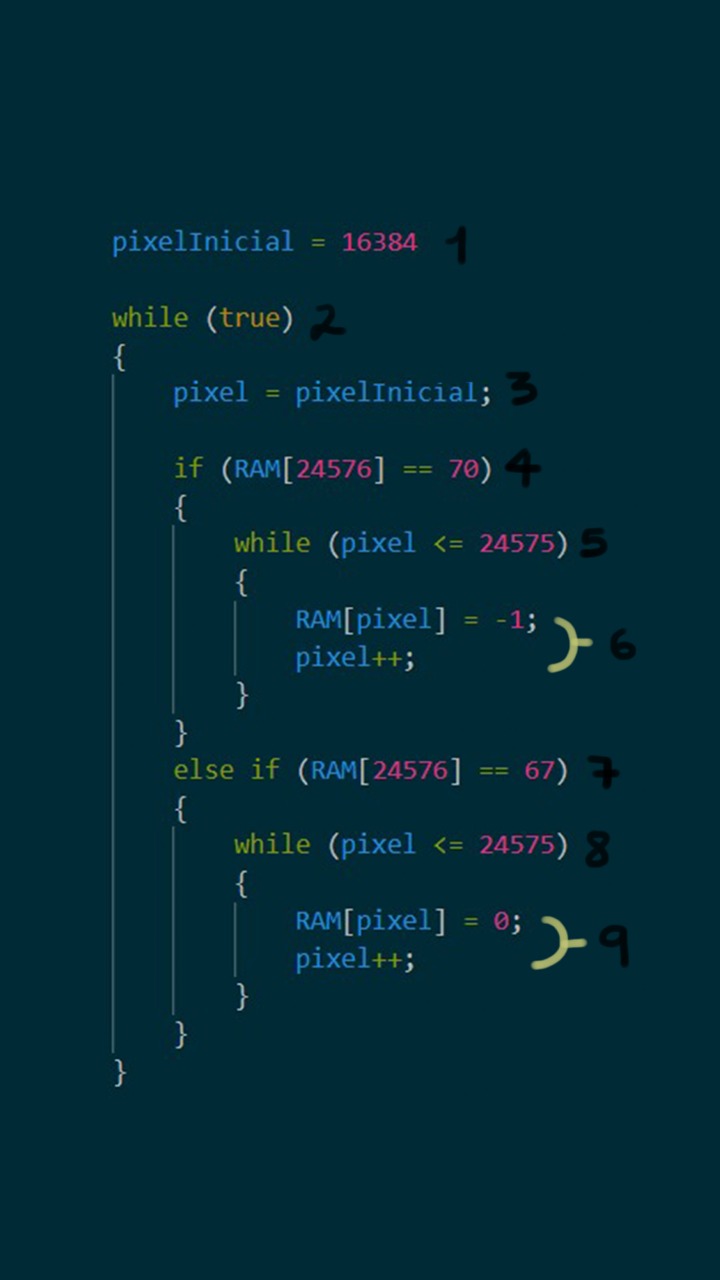 pixelInicial = 16384 1
while (true) 2
{
pixel = pixelInicial; 3
if (RAM[24576] == 70) 4
{
while (pixel <= 24575) 5
{
RAM[pixel] = -1;
pixel++; 6
}
}
else if (RAM[24576] == 67) 7
{
while (pixel <= 24575) 8
{
RAM[pixel] = 0;
pixel++; 9
}
}
}